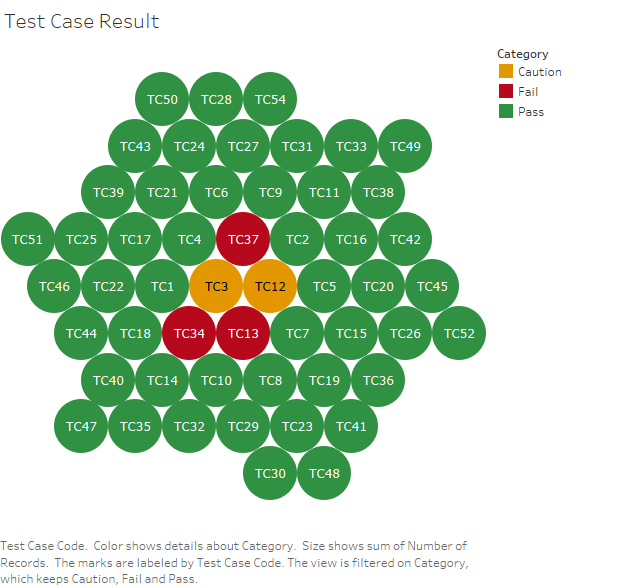 Test Case Result
Category
Caution
Fail
Pass
TC50 TC28 TC54
TC43 TC24 TC27 TC31 TC33 TC49
TC39 TC21 TC6 TC9 TC11 TC38
TC51 TC25 TC17 TC4 TC37 TC2 TC16 TC42
TC46 TC22 TC1 TC3 TC12 TC5 TC20 TC45
TC44 TC18 TC34 TC13 TC7 TC15 TC26 TC52
TC40 TC14 TC10 TC8 TC19 TC36
TC47 TC35 TC32 TC29 TC23 TC41
TC30 TC48
Test Case Code. Color shows details about Category. Size shows sum of Number of
Records. The marks are labeled by Test Case Code. The view is filtered on Category,
which keeps Caution, Fail and Pass.